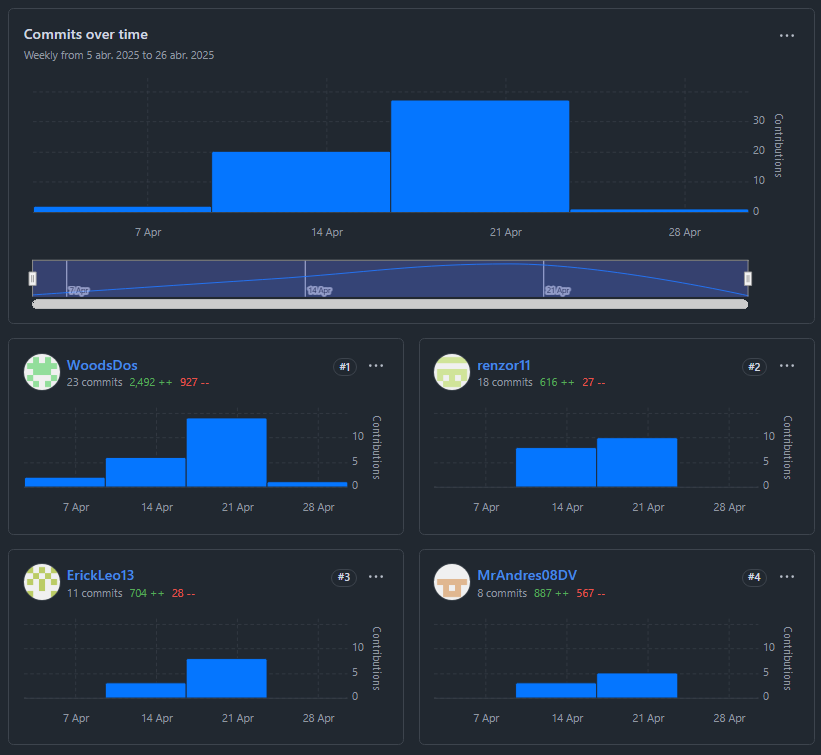 Commits over time
Weekly from 5 abr. 2025 to 26 abr. 2025
30
20
10
0
Contributions
7 Apr
14 Apr
21 Apr
28 Apr
7 Apr
14 Apr
21 Apr
WoodsDos
#1
23 commits 2,492 ++ 927 --
10
5
0
Contributions
7 Apr
14 Apr
21 Apr
28 Apr
renzor11
#2
18 commits 616 ++ 27 --
10
5
0
Contributions
7 Apr
14 Apr
21 Apr
28 Apr
ErickLeo13
#3
11 commits 704 ++ 28 --
10
5
0
Contributions
7 Apr
14 Apr
21 Apr
28 Apr
MrAndres08DV
#4
8 commits 887 ++ 567 --
10
5
0
Contributions
7 Apr
14 Apr
21 Apr
28 Apr